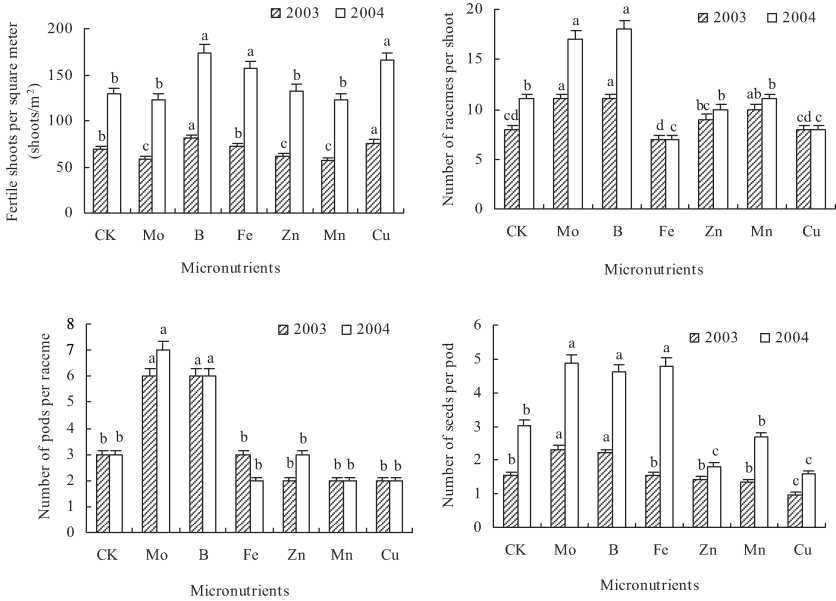 2003 2004
Fertile shoots per square meter
(shoots/m²)
200
150
100
50
0
b b c b a a b a c b c b a a
CK Mo B Fe Zn Mn Cu
Micronutrients
2003 2004
Number of racemes per shoot
20
15
10
5
0
cd b a a a a d c bc b ab b cd c
CK Mo B Fe Zn Mn Cu
Micronutrients
2003 2004
Number of pods per raceme
8
7
6
5
4
3
2
1
0
b b a a a a b b b b b b b b
CK Mo B Fe Zn Mn Cu
Micronutrients
2003 2004
Number of seeds per pod
6
5
4
3
2
1
0
b b a a a a b a b c b b c c
CK Mo B Fe Zn Mn Cu
Micronutrients